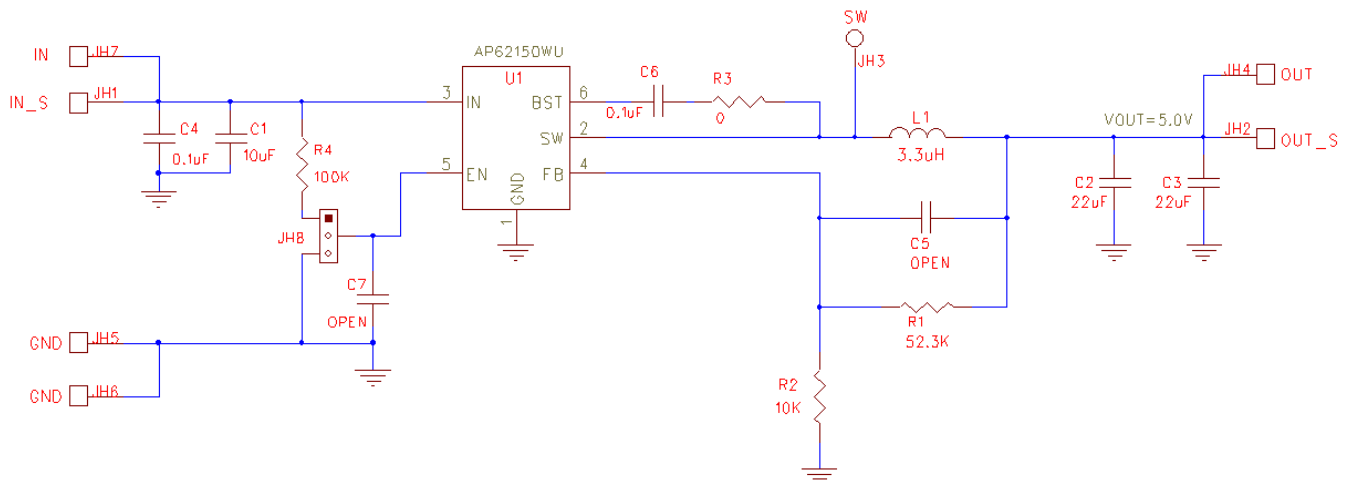 SW
IN
JH7
AP62150WU
U1
JH3
JH4
OUT
IN_S
JH1
3
IN
BST
6
C6
0.1uF
R3
0
L1
3.3uH
VOUT=5.0V
JH2
OUT_S
C4
0.1uF
C1
10uF
R4
100K
SW
2
5
EN
FB
4
GND
1
C2
22uF
C3
22uF
JH8
C5
OPEN
C7
OPEN
R1
52.3K
GND
JH5
GND
JH6
R2
10K